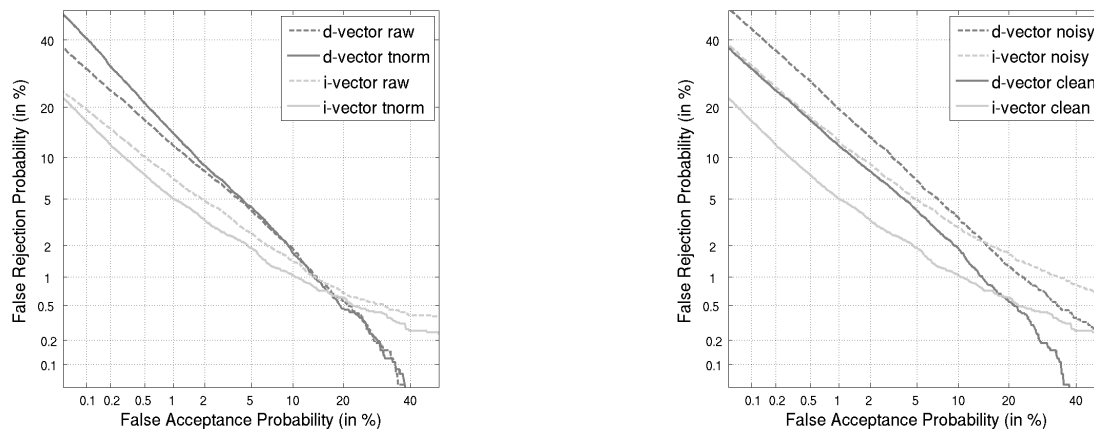 d-vector raw
d-vector tnorm
i-vector raw
i-vector tnorm
False Rejection Probability (in %)
40
20
10
5
2
1
0.5
0.2
0.1
0.1 0.2 0.5 1 2 5 10 20 40
False Acceptance Probability (in %)
d-vector noisy
i-vector noisy
d-vector clean
i-vector clean
False Rejection Probability (in %)
40
20
10
5
2
1
0.5
0.2
0.1
0.1 0.2 0.5 1 2 5 10 20 40
False Acceptance Probability (in %)